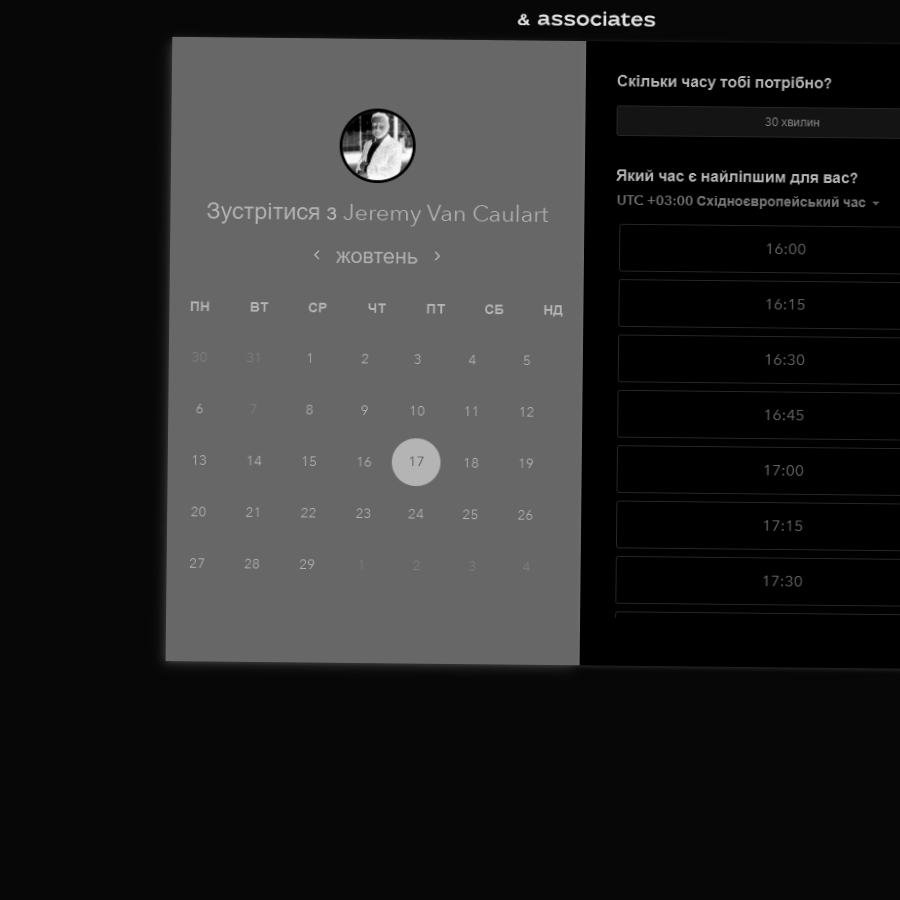 & associates
Зустрітися з Jeremy Van Caulart
жовтень
ПН ВТ СР ЧТ ПТ СБ НД
30 31 1 2 3 4 5
6 7 8 9 10 11 12
13 14 15 16 17 18 19
20 21 22 23 24 25 26
27 28 29 1 2 3 4
Скільки часу тобі потрібно?
30 хвилин
Який час є найліпшим для вас?
UTC +03:00 Східноєвропейський час
16:00
16:15
16:30
16:45
17:00
17:15
17:30